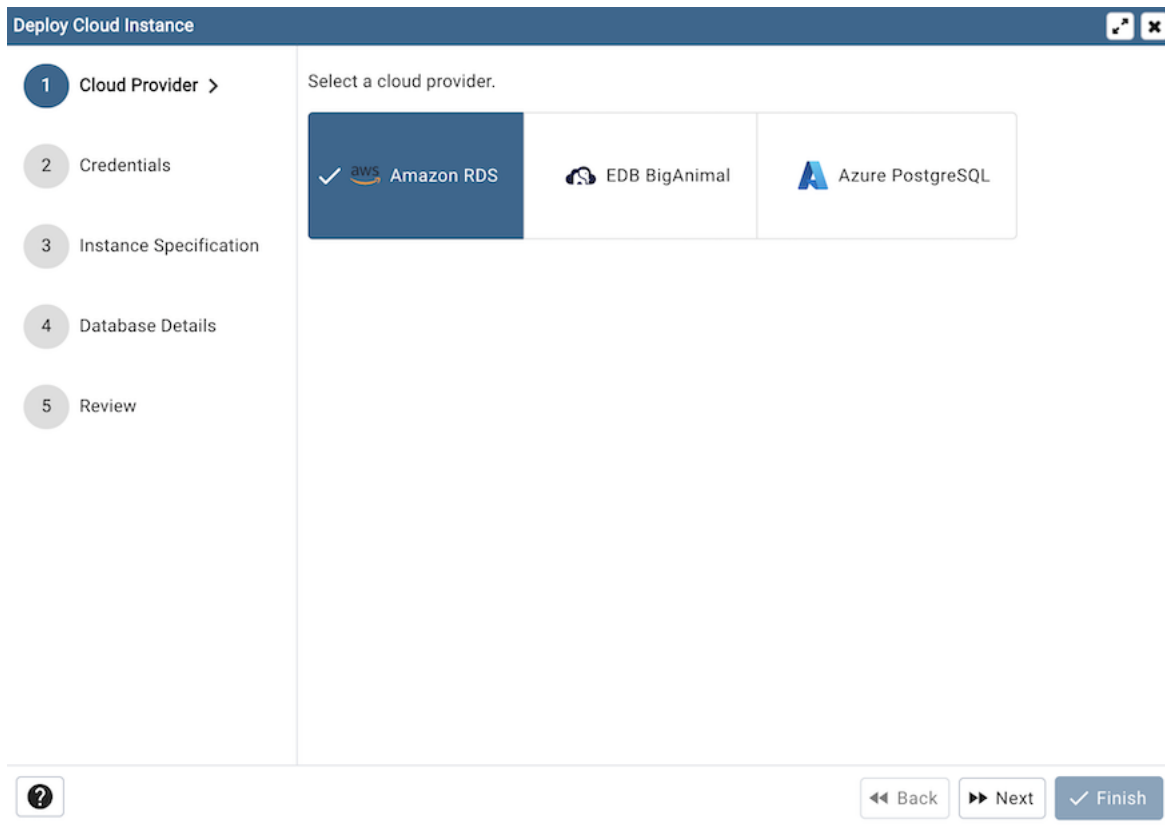 Deploy Cloud Instance
1 Cloud Provider
Select a cloud provider.
aws Amazon RDS
EDB BigAnimal
Azure PostgreSQL
2 Credentials
3 Instance Specification
4 Database Details
5 Review
?
Back
Next
Finish